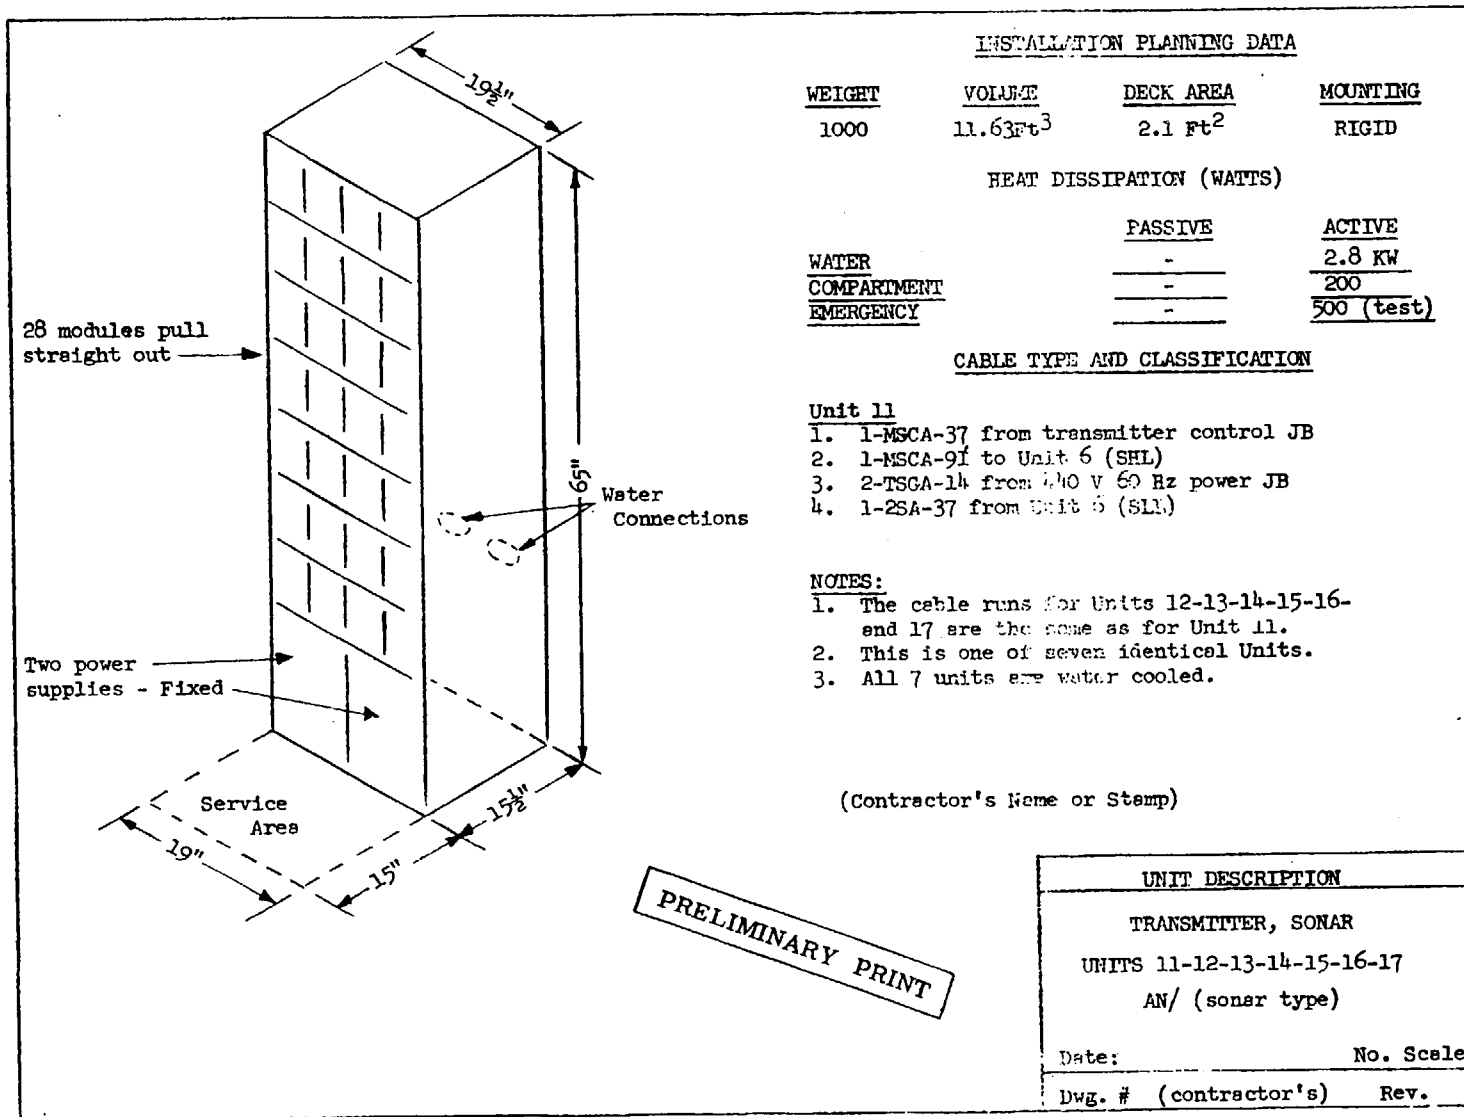 INSTALLATION PLANNING DATA
WEIGHT VOLUME DECK AREA MOUNTING
1000 11.63Ft3 2.1 Ft2 RIGID
HEAT DISSIPATION (WATTS)
PASSIVE ACTIVE
WATER - 2.8 KW
COMPARTMENT - 200
EMERGENCY - 500 (test)
CABLE TYPE AND CLASSIFICATION
Unit 11
1. 1-MSCA-37 from transmitter control JB
2. 1-MSCA-91 to Unit 6 (SHL)
3. 2-TSGA-14 from 440 V 60 Hz power JB
4. 1-2SA-37 from Unit 6 (SLL)
NOTES:
1. The cable runs for Units 12-13-14-15-16-
and 17 are the same as for Unit 11.
2. This is one of seven identical Units.
3. All 7 units are water cooled.
(Contractor's Name or Stamp)
19½"
28 modules pull
straight out
65"
Water
Connections
Two power
supplies - Fixed
Service
Area
15½"
19"
15"
PRELIMINARY PRINT
UNIT DESCRIPTION
TRANSMITTER, SONAR
UNITS 11-12-13-14-15-16-17
AN/ (sonar type)
Date: No. Scale
Dwg. # (contractor's) Rev.